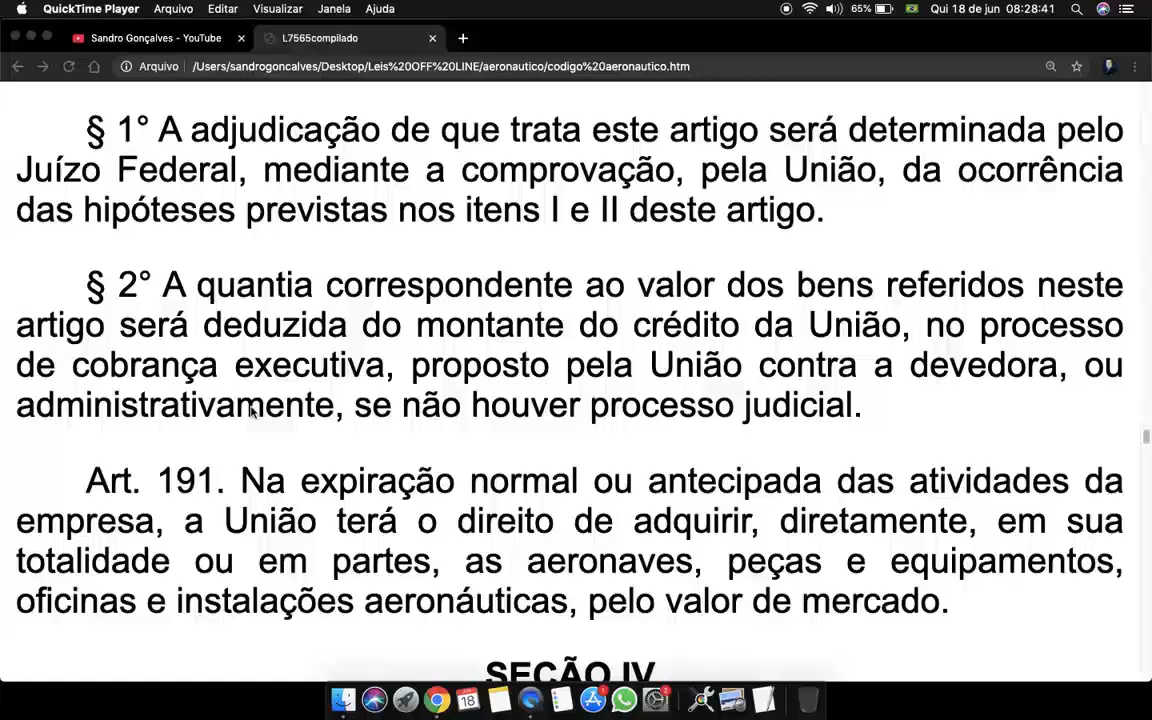 QuickTime Player Arquivo Editar Visualizar Janela Ajuda 65% Qui 18 de jun 08:28:41
Sandro Gonçalves - YouTube L7565compilado
Arquivo /Users/sandrogoncalves/Desktop/Leis%20OFF%20LINE/aeronautico/codigo%20aeronautico.htm
§ 1° A adjudicação de que trata este artigo será determinada pelo
Juízo Federal, mediante a comprovação, pela União, da ocorrência
das hipóteses previstas nos itens I e II deste artigo.
§ 2° A quantia correspondente ao valor dos bens referidos neste
artigo será deduzida do montante do crédito da União, no processo
de cobrança executiva, proposto pela União contra a devedora, ou
administrativamente, se não houver processo judicial.
Art. 191. Na expiração normal ou antecipada das atividades da
empresa, a União terá o direito de adquirir, diretamente, em sua
totalidade ou em partes, as aeronaves, peças e equipamentos,
oficinas e instalações aeronáuticas, pelo valor de mercado.
SEÇÃO IV
18